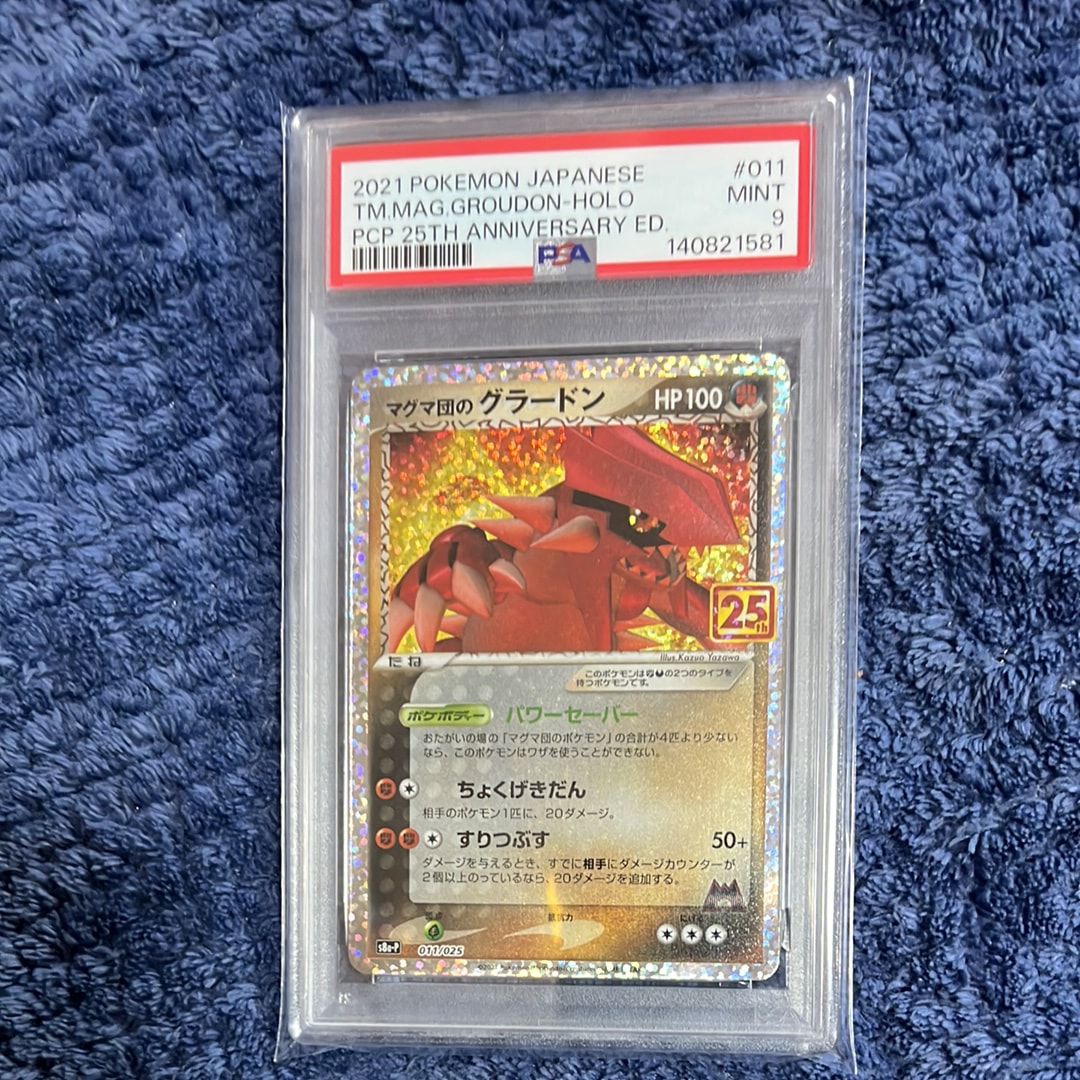 2021 POKEMON JAPANESE #011
TM.MAG.GROUDON-HOLO MINT
PCP 25TH ANNIVERSARY ED. 9
PSA 140821581
マグマ団の グラードン HP100
25th
たね
Illus.Kazuo Yazawa
このポケモンは の2つのタイプを
持つポケモンです。
ポケボディー パワーセーバー
おたがいの場の「マグマ団のポケモン」の合計が4匹より少ない
なら、このポケモンはワザを使うことができない。
ちょくげきだん
相手のポケモン1匹に、20ダメージ。
すりつぶす 50+
ダメージを与えるとき、すでに相手にダメージカウンターが
2個以上のっているなら、20ダメージを追加する。
弱点 抵抗力 にげる
s8a-P 011/025